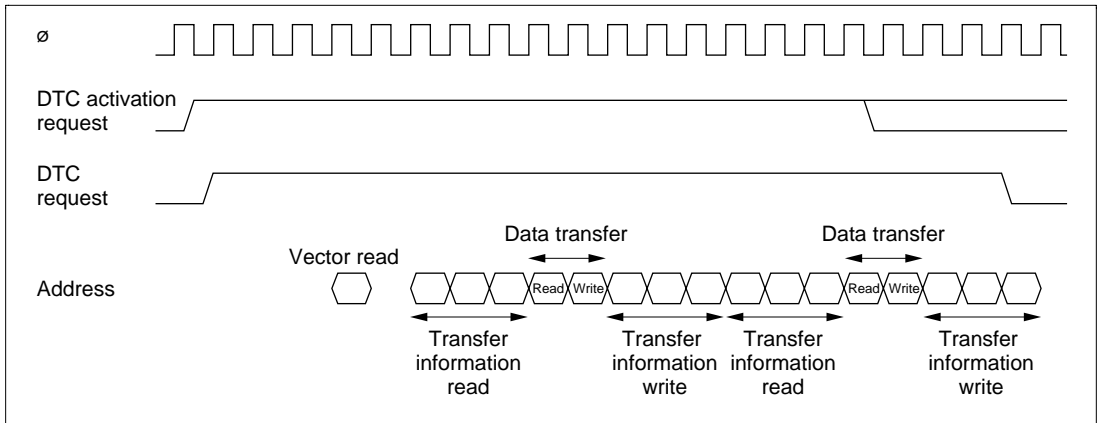 ø
DTC activation
request
DTC
request
Data transfer
Data transfer
Vector read
Address
Read
Write
Read
Write
Transfer
information
read
Transfer
information
write
Transfer
information
read
Transfer
information
write